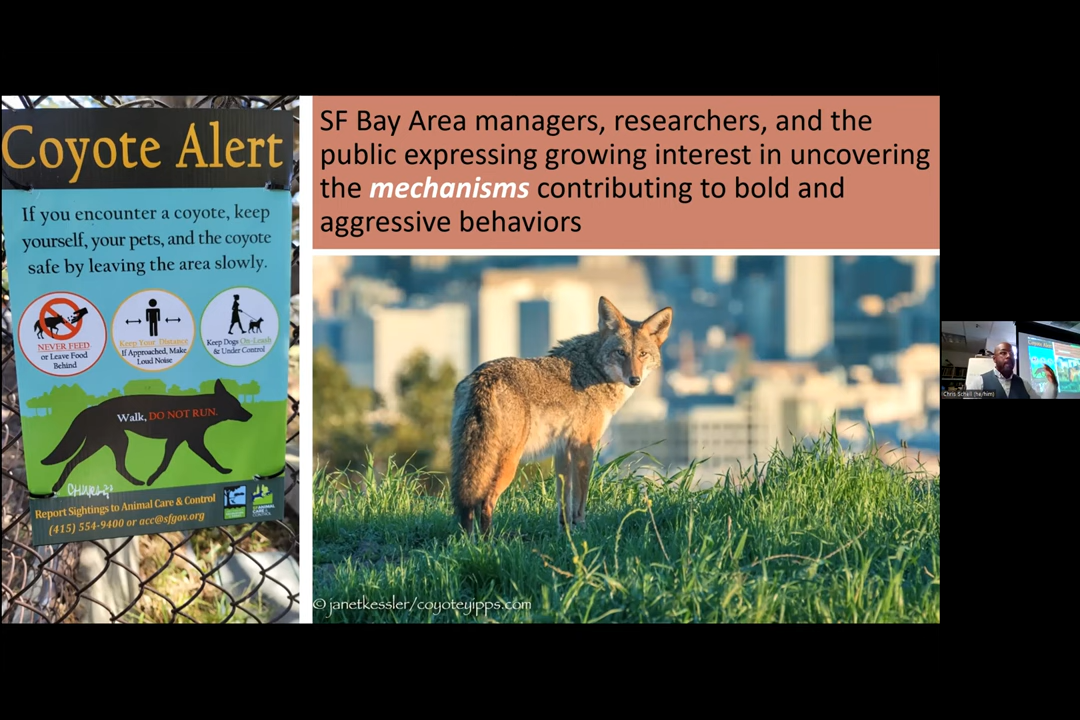 Coyote Alert
If you encounter a coyote, keep
yourself, your pets, and the coyote
safe by leaving the area slowly.
NEVER FEED
or Leave Food
Behind
Keep Your Distance
If Approached, Make
Loud Noise
Keep Dogs On-Leash
& Under Control
Walk, DO NOT RUN.
Report Sightings to Animal Care & Control
(415) 554-9400 or acc@sfgov.org
SF Bay Area managers, researchers, and the
public expressing growing interest in uncovering
the mechanisms contributing to bold and
aggressive behaviors
© janetkessler/coyoteyipps.com
Chris Schell (he/him)